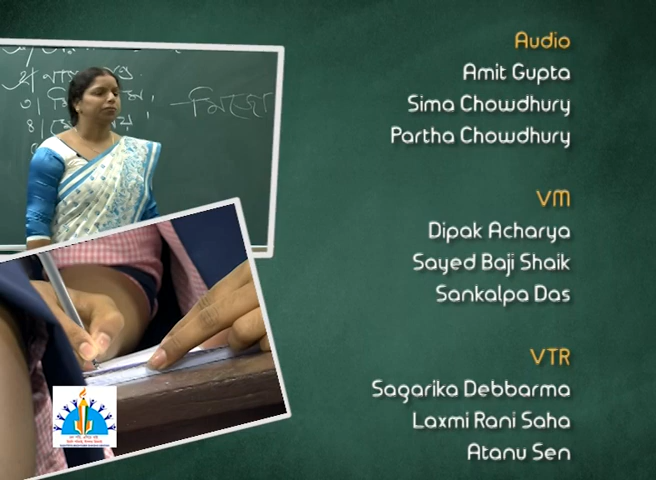 Audio
Amit Gupta
Sima Chowdhury
Partha Chowdhury
VM
Dipak Acharya
Sayed Baji Shaik
Sankalpa Das
VTR
Sagarika Debbarma
Laxmi Rani Saha
Atanu Sen